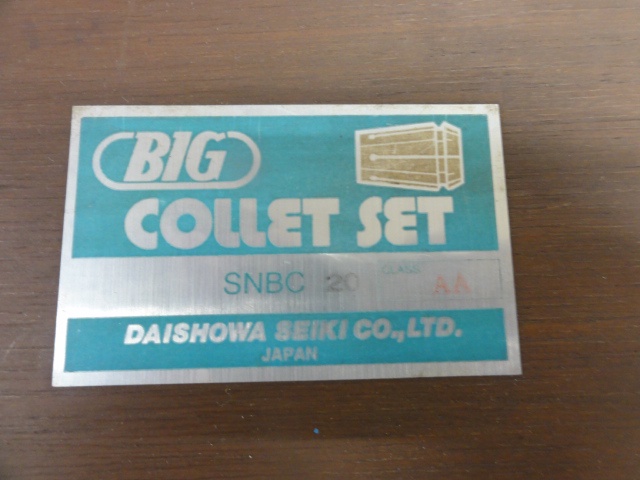 BIG
COLLET SET
SNBC 20 CLASS AA
DAISHOWA SEIKI CO., LTD.
JAPAN